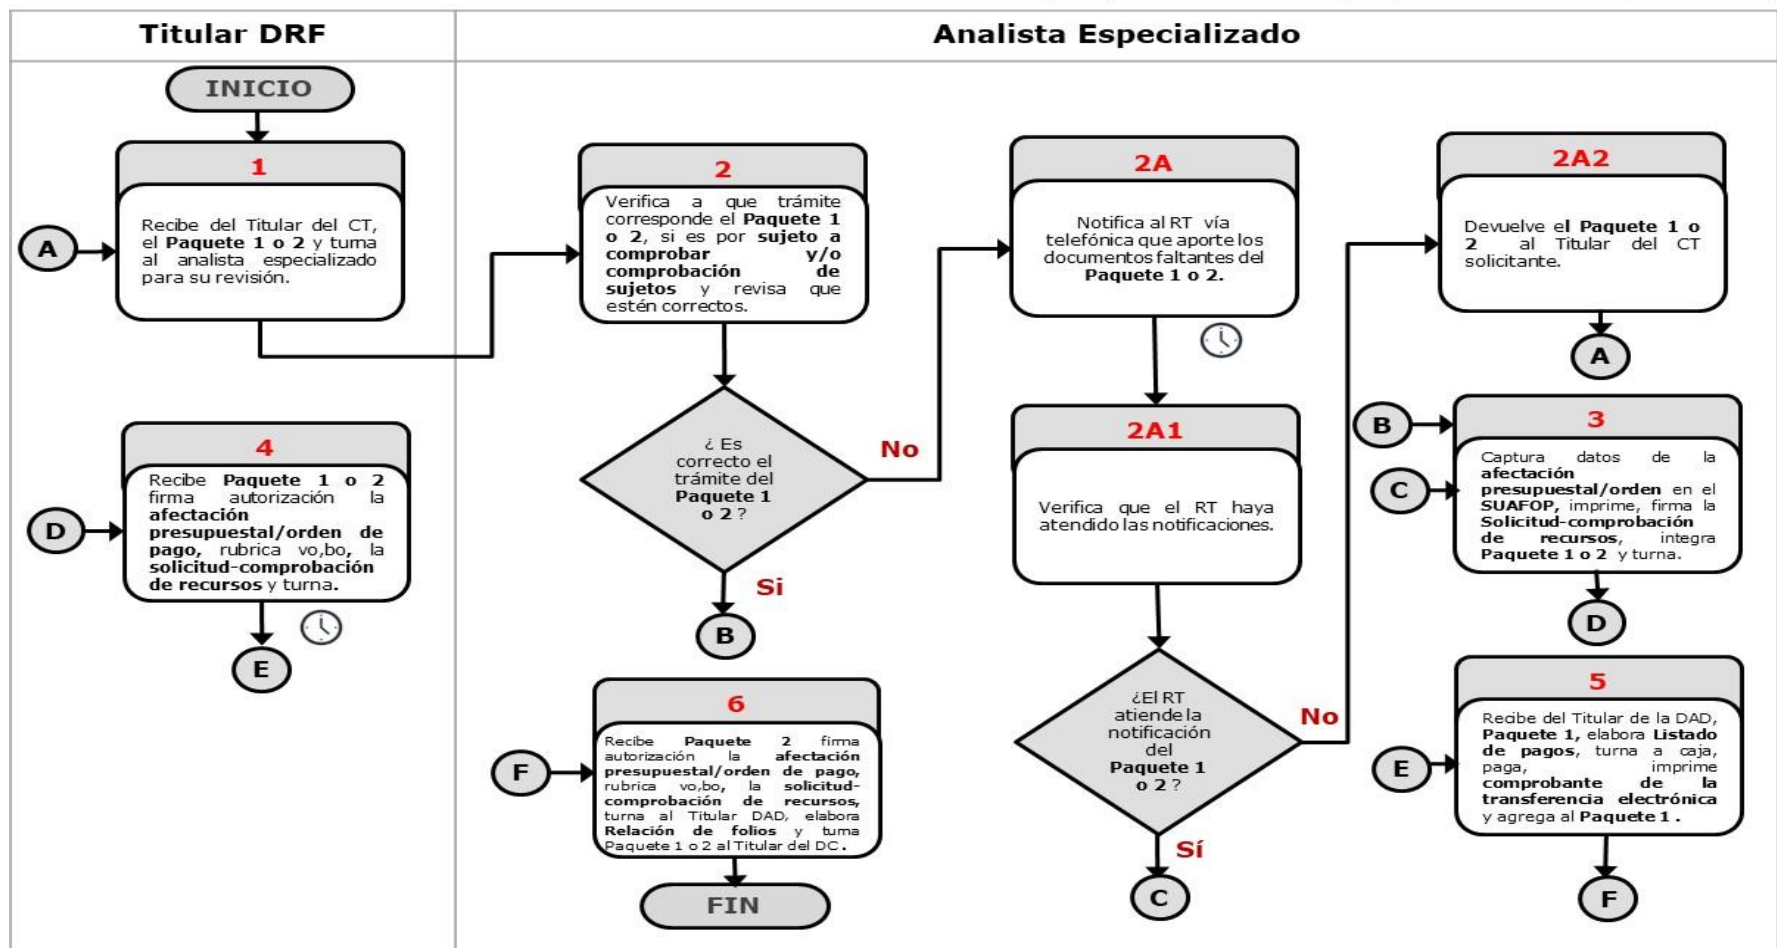 Titular DRF
Analista Especializado
INICIO
1
Recibe del Titular del CT,
el Paquete 1 o 2 y turna
al analista especializado
para su revisión.
A
4
Recibe Paquete 1 o 2
firma autorización la
afectación
presupuestal/orden de
pago, rubrica vo,bo, la
solicitud-comprobación
de recursos y turna.
D
E
2
Verifica a que trámite
corresponde el Paquete 1
o 2, si es por sujeto a
comprobar y/o
comprobación de
sujetos y revisa que
estén correctos.
¿ Es
correcto el
trámite del
Paquete 1
o 2 ?
No
Si
B
6
Recibe Paquete 2 firma
autorización la afectación
presupuestal/orden de pago,
rubrica vo,bo, la solicitud-
comprobación de recursos,
turna al Titular DAD, elabora
Relación de folios y turna
Paquete 1 o 2 al Titular del DC .
F
FIN
2A
Notifica al RT vía
telefónica que aporte los
documentos faltantes del
Paquete 1 o 2.
2A1
Verifica que el RT haya
atendido las notificaciones.
¿El RT
atiende la
notificación
del
Paquete 1
o 2 ?
No
Sí
C
2A2
Devuelve el Paquete 1 o
2 al Titular del CT
solicitante.
A
B
C
3
Captura datos de la
afectación
presupuestal/orden en el
SUAFOP, imprime, firma la
Solicitud-comprobación
de recursos, integra
Paquete 1 o 2 y turna.
D
5
Recibe del Titular de la DAD,
Paquete 1, elabora Listado
de pagos, turna a caja,
paga, imprime
comprobante de la
transferencia electrónica
y agrega al Paquete 1 .
E
F